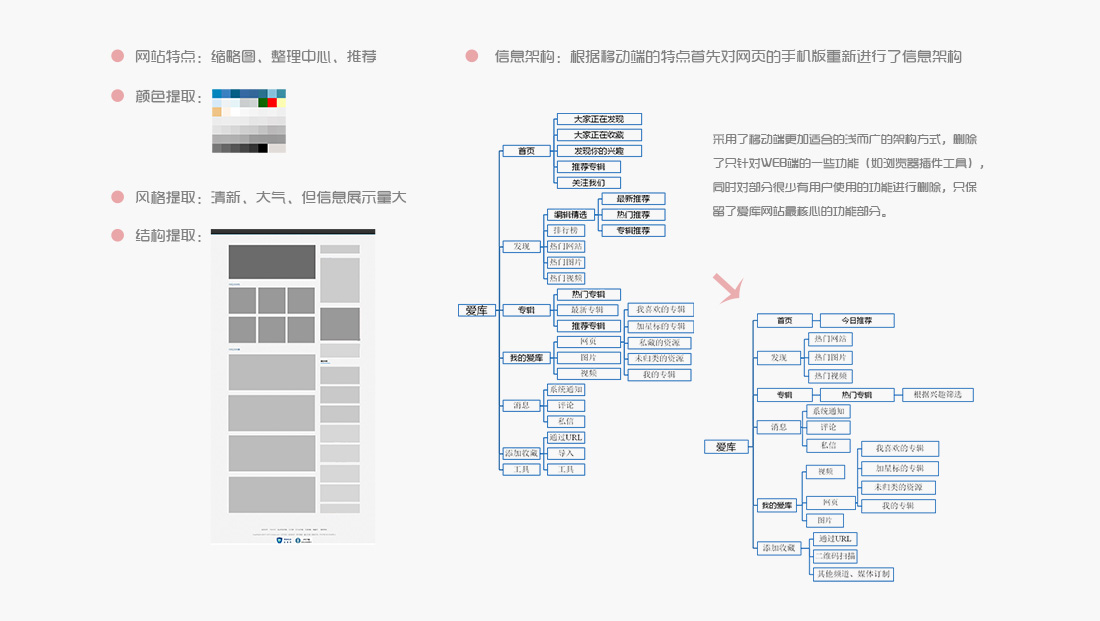 网站特点：缩略图、整理中心、推荐
颜色提取：
风格提取：清新、大气、但信息展示量大
结构提取：
信息架构：根据移动端的特点首先对网页的手机版重新进行了信息架构
采用了移动端更加适合的浅而广的架构方式，删除
了只针对WEB端的一些功能（如浏览器插件工具），
同时对部分很少有用户使用的功能进行删除，只保
留了爱库网站最核心的功能部分。
爱库
首页
大家正在发现
大家正在收藏
发现你的兴趣
推荐专辑
关注我们
发现
编辑精选
最新推荐
热门推荐
专辑推荐
排行榜
热门网站
热门图片
热门视频
专辑
热门专辑
最新专辑
推荐专辑
我的爱库
网页
我喜欢的专辑
加星标的专辑
私藏的资源
未归类的资源
我的专辑
图片
视频
消息
系统通知
评论
私信
添加收藏
通过URL
导入
工具
工具
爱库
首页
今日推荐
发现
热门网站
热门图片
热门视频
专辑
热门专辑
根据兴趣筛选
消息
系统通知
评论
私信
我的爱库
视频
网页
我喜欢的专辑
加星标的专辑
未归类的资源
我的专辑
图片
添加收藏
通过URL
二维码扫描
其他频道、媒体订制